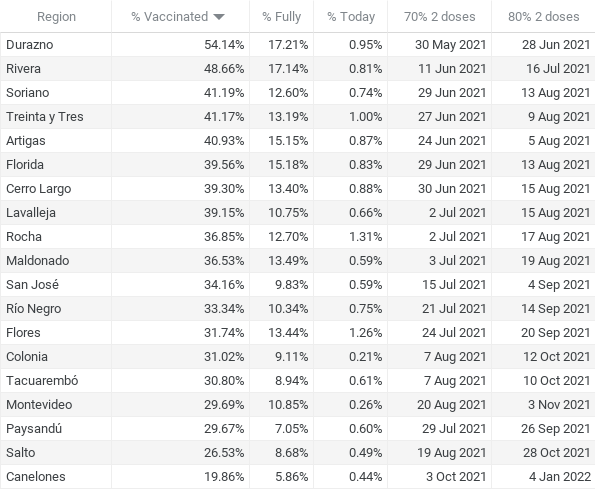 Region % Vaccinated % Fully % Today 70% 2 doses 80% 2 doses
Durazno 54.14% 17.21% 0.95% 30 May 2021 28 Jun 2021
Rivera 48.66% 17.14% 0.81% 11 Jun 2021 16 Jul 2021
Soriano 41.19% 12.60% 0.74% 29 Jun 2021 13 Aug 2021
Treinta y Tres 41.17% 13.19% 1.00% 27 Jun 2021 9 Aug 2021
Artigas 40.93% 15.15% 0.87% 24 Jun 2021 5 Aug 2021
Florida 39.56% 15.18% 0.83% 29 Jun 2021 13 Aug 2021
Cerro Largo 39.30% 13.40% 0.88% 30 Jun 2021 15 Aug 2021
Lavalleja 39.15% 10.75% 0.66% 2 Jul 2021 15 Aug 2021
Rocha 36.85% 12.70% 1.31% 2 Jul 2021 17 Aug 2021
Maldonado 36.53% 13.49% 0.59% 3 Jul 2021 19 Aug 2021
San José 34.16% 9.83% 0.59% 15 Jul 2021 4 Sep 2021
Río Negro 33.34% 10.34% 0.75% 21 Jul 2021 14 Sep 2021
Flores 31.74% 13.44% 1.26% 24 Jul 2021 20 Sep 2021
Colonia 31.02% 9.11% 0.21% 7 Aug 2021 12 Oct 2021
Tacuarembó 30.80% 8.94% 0.61% 7 Aug 2021 10 Oct 2021
Montevideo 29.69% 10.85% 0.26% 20 Aug 2021 3 Nov 2021
Paysandú 29.67% 7.05% 0.60% 29 Jul 2021 26 Sep 2021
Salto 26.53% 8.68% 0.49% 19 Aug 2021 28 Oct 2021
Canelones 19.86% 5.86% 0.44% 3 Oct 2021 4 Jan 2022